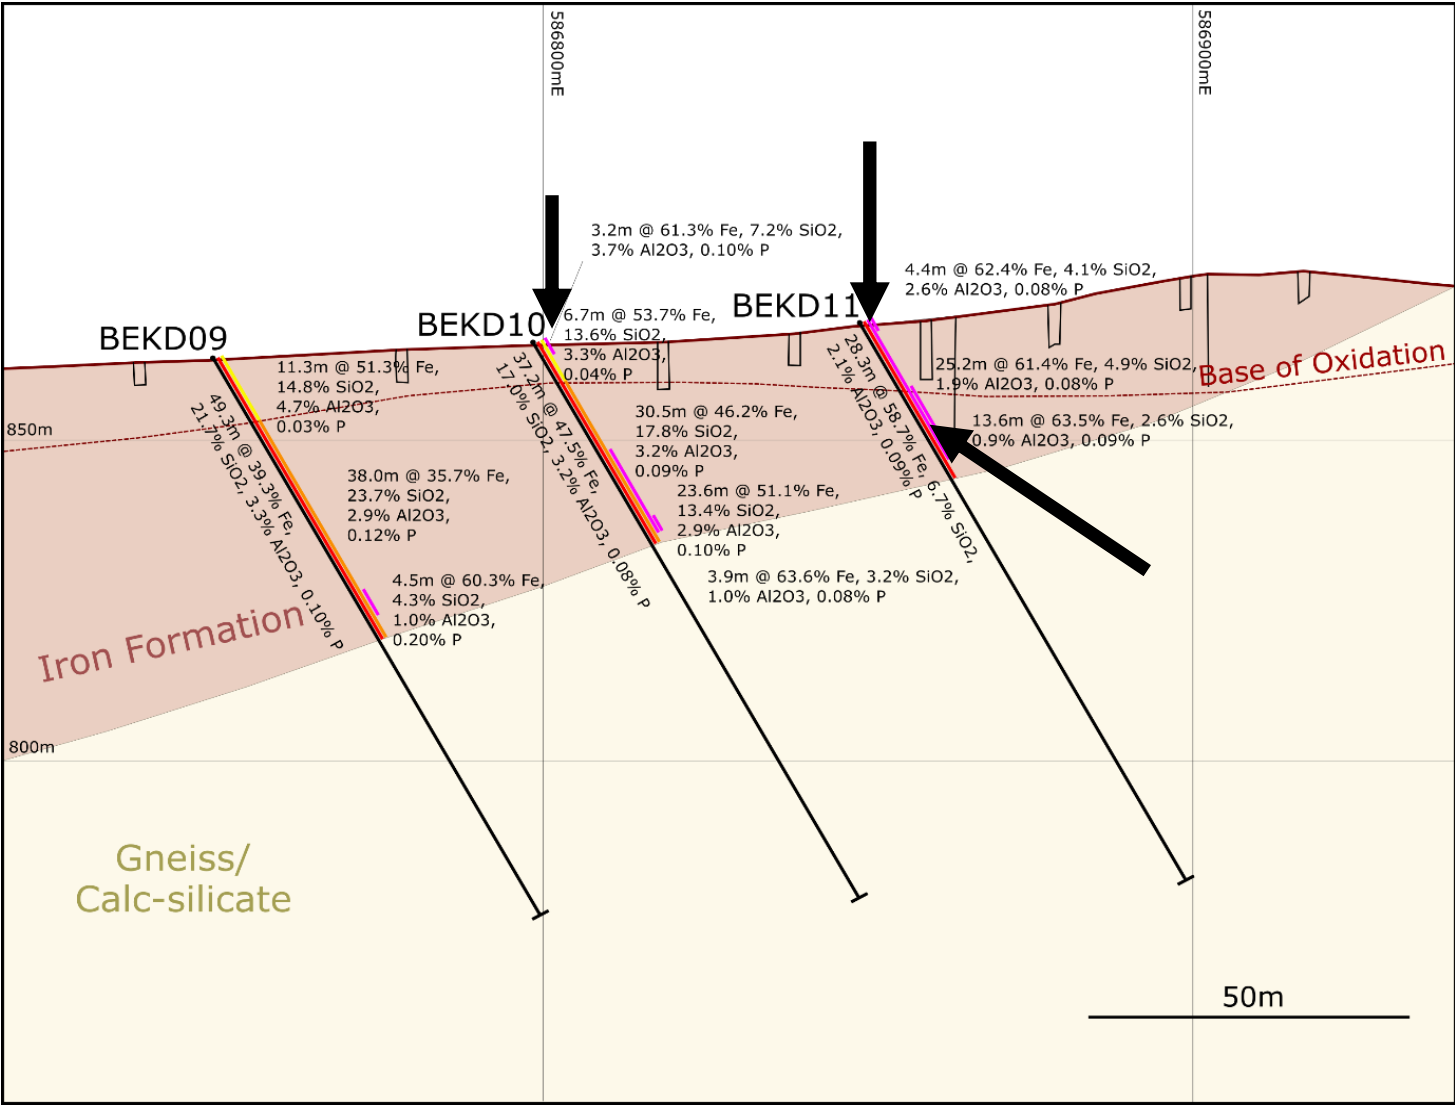 586800mE
586900mE
3.2m @ 61.3% Fe, 7.2% SiO2,
3.7% Al2O3, 0.10% P
4.4m @ 62.4% Fe, 4.1% SiO2,
2.6% Al2O3, 0.08% P
BEKD09
BEKD10
BEKD11
6.7m @ 53.7% Fe,
13.6% SiO2,
3.3% Al2O3,
0.04% P
11.3m @ 51.3% Fe,
14.8% SiO2,
4.7% Al2O3,
0.03% P
25.2m @ 61.4% Fe, 4.9% SiO2,
1.9% Al2O3, 0.08% P
Base of Oxidation
49.3m @ 39.3% Fe,
21.7% SiO2, 3.3% Al2O3, 0.10% P
37.2m @ 47.5% Fe,
17.0% SiO2, 3.2% Al2O3, 0.08% P
28.3m @ 58.7% Fe, 6.7% SiO2,
2.1% Al2O3, 0.09% P
850m
30.5m @ 46.2% Fe,
17.8% SiO2,
3.2% Al2O3,
0.09% P
13.6m @ 63.5% Fe, 2.6% SiO2,
0.9% Al2O3, 0.09% P
38.0m @ 35.7% Fe,
23.7% SiO2,
2.9% Al2O3,
0.12% P
23.6m @ 51.1% Fe,
13.4% SiO2,
2.9% Al2O3,
0.10% P
4.5m @ 60.3% Fe,
4.3% SiO2,
1.0% Al2O3,
0.20% P
3.9m @ 63.6% Fe, 3.2% SiO2,
1.0% Al2O3, 0.08% P
Iron Formation
800m
Gneiss/
Calc-silicate
50m